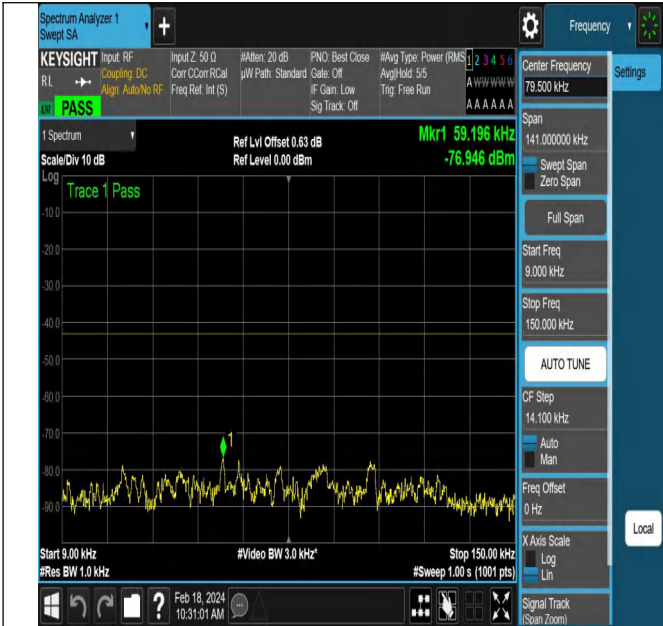 Spectrum Analyzer 1
Swept SA
+
Frequency
KEYSIGHT
RL
PASS
Input: RF
Coupling: DC
Align: Auto/No RF
Input Z: 50 Ω
Corr CCorr RCal
Freq Ref: Int (S)
#Atten: 20 dB
µW Path: Standard
PNO: Best Close
Gate: Off
IF Gain: Low
Sig Track: Off
#Avg Type: Power (RMS
Avg|Hold: 5/5
Trig: Free Run
1 2 3 4 5 6
A W W W W W
A A A A A A
Center Frequency
79.500 kHz
Settings
Span
141.000000 kHz
Swept Span
Zero Span
Full Span
Start Freq
9.000 kHz
Stop Freq
150.000 kHz
AUTO TUNE
CF Step
14.100 kHz
Auto
Man
Freq Offset
0 Hz
X Axis Scale
Log
Lin
Local
Signal Track
(Span Zoom)
1 Spectrum
Scale/Div 10 dB
Ref Lvl Offset 0.63 dB
Ref Level 0.00 dBm
Mkr1 59.196 kHz
-76.946 dBm
Log
Trace 1 Pass
-10.0
-20.0
-30.0
-40.0
-50.0
-60.0
-70.0
-80.0
-90.0
1
Start 9.00 kHz
#Res BW 1.0 kHz
#Video BW 3.0 kHz*
Stop 150.00 kHz
#Sweep 1.00 s (1001 pts)
?
Feb 18, 2024
10:31:01 AM